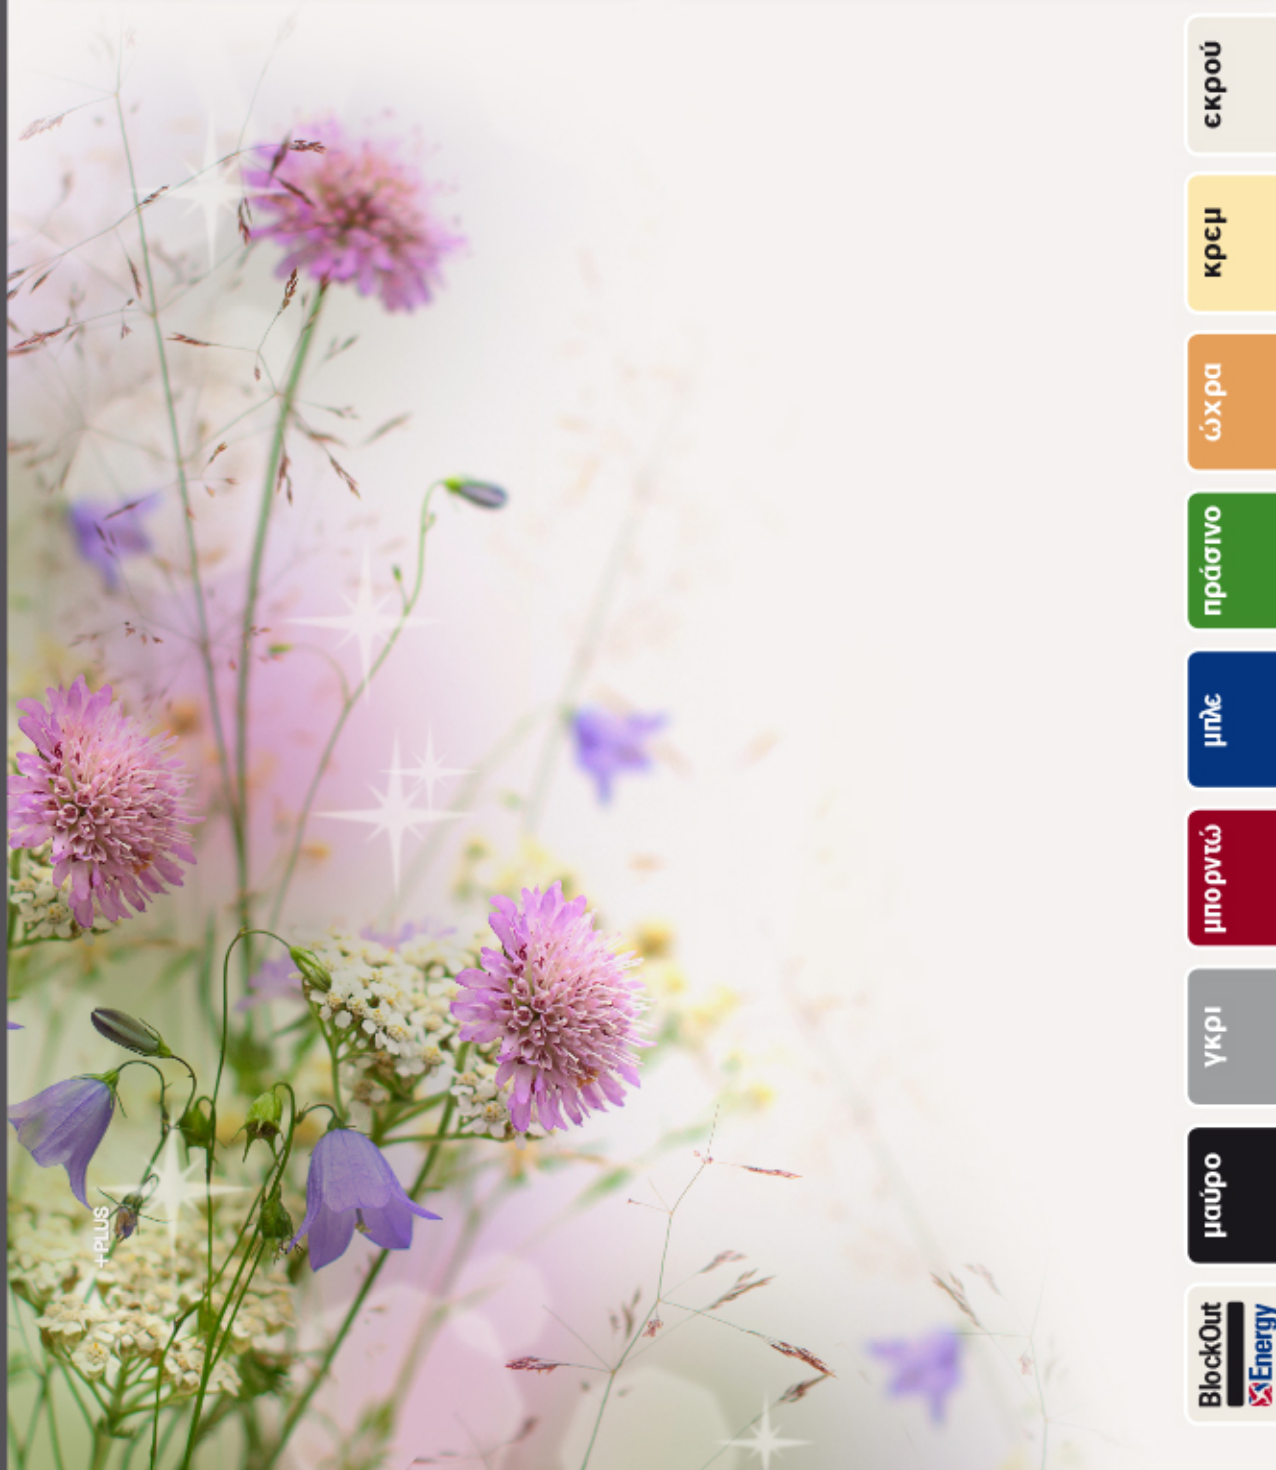 εκρού
κρεμ
ώχρα
πράσινο
μπλε
μπορντώ
γκρι
μαύρο
BlockOut
Energy
+PLUS